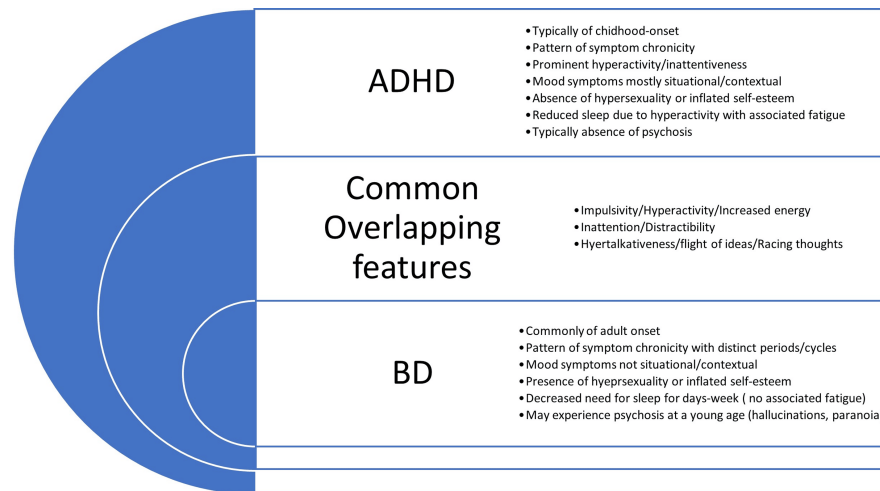 ADHD
•Typically of chidhood-onset
•Pattern of symptom chronicity
•Prominent hyperactivity/inattentiveness
•Mood symptoms mostly situational/contextual
•Absence of hypersexuality or inflated self-esteem
•Reduced sleep due to hyperactivity with associated fatigue
•Typically absence of psychosis
Common
Overlapping
features
•Impulsivity/Hyperactivity/Increased energy
•Inattention/Distractibility
•Hyertalkativeness/flight of ideas/Racing thoughts
BD
•Commonly of adult onset
•Pattern of symptom chronicity with distinct periods/cycles
•Mood symptoms not situational/contextual
•Presence of hyeprsexuality or inflated self-esteem
•Decreased need for sleep for days-week ( no associated fatigue)
•May experience psychosis at a young age (hallucinations, paranoia